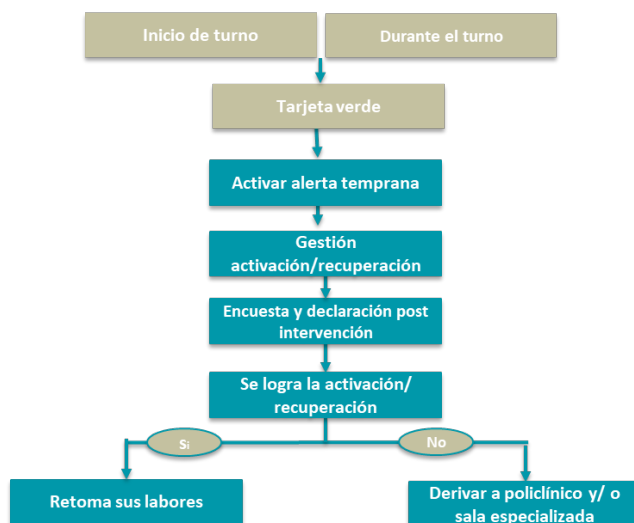 Inicio de turno
Durante el turno
Tarjeta verde
Activar alerta temprana
Gestión
activación/recuperación
Encuesta y declaración post
intervención
Se logra la activación/
recuperación
Si
No
Retoma sus labores
Derivar a policlínico y/ o
sala especializada